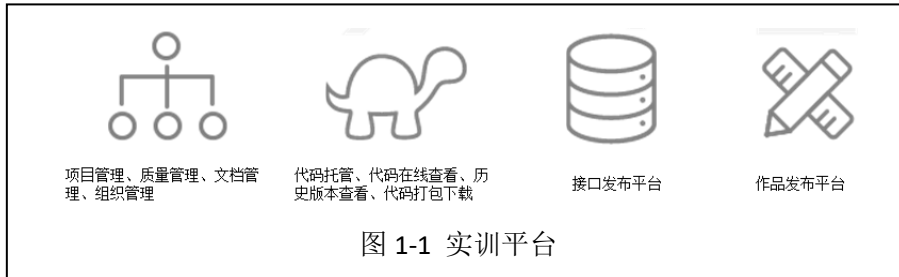 项目管理、质量管理、文档管
理、组织管理
代码托管、代码在线查看、历
史版本查看、代码打包下载
接口发布平台
作品发布平台
图 1-1 实训平台